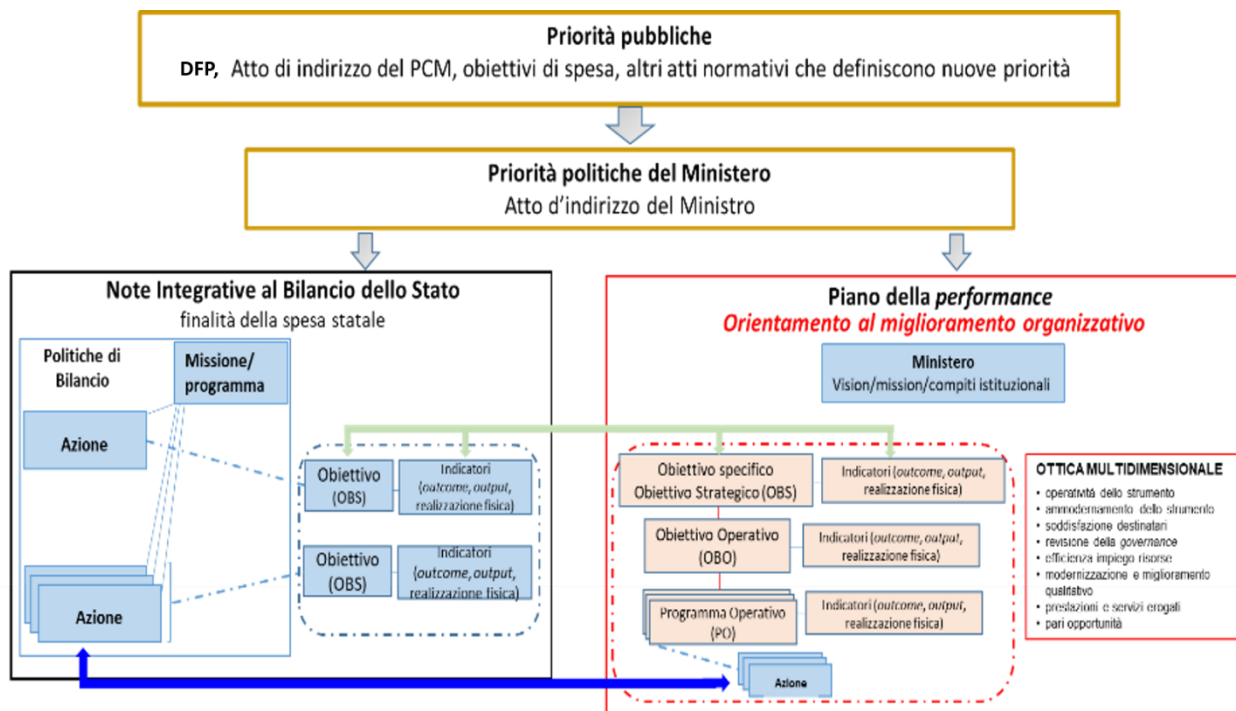 Priorità pubbliche
DFP, Atto di indirizzo del PCM, obiettivi di spesa, altri atti normativi che definiscono nuove priorità
Priorità politiche del Ministero
Atto d'indirizzo del Ministro
Note Integrative al Bilancio dello Stato
finalità della spesa statale
Politiche di
Bilancio
Missione/
programma
Azione
Obiettivo
(OBS)
Indicatori
(outcome, output,
realizzazione fisica)
Azione
Obiettivo
(OBS)
Indicatori
(outcome, output,
realizzazione fisica)
Piano della performance
Orientamento al miglioramento organizzativo
Ministero
Vision/mission/compiti istituzionali
Obiettivo specifico
Obiettivo Strategico (OBS)
Indicatori (outcome, output,
realizzazione fisica)
Obiettivo Operativo
(OBO)
Indicatori (outcome, output,
realizzazione fisica)
Programma Operativo
(PO)
Indicatori (outcome, output,
realizzazione fisica)
Azione
OTTICA MULTIDIMENSIONALE
• operatività dello strumento
• ammodernamento dello strumento
• soddisfazione destinatari
• revisione della governance
• efficienza impiego risorse
• modernizzazione e miglioramento
qualitativo
• prestazioni e servizi erogati
• pari opportunità